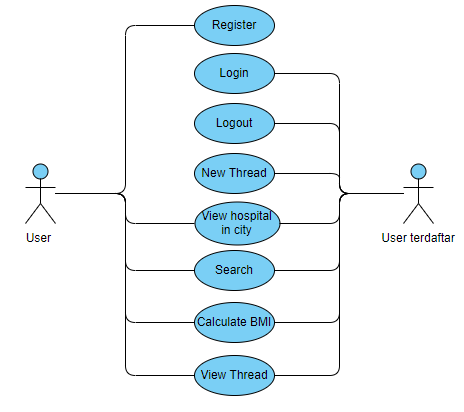 Register
Login
Logout
New Thread
View hospital
in city
User
User terdaftar
Search
Calculate BMI
View Thread